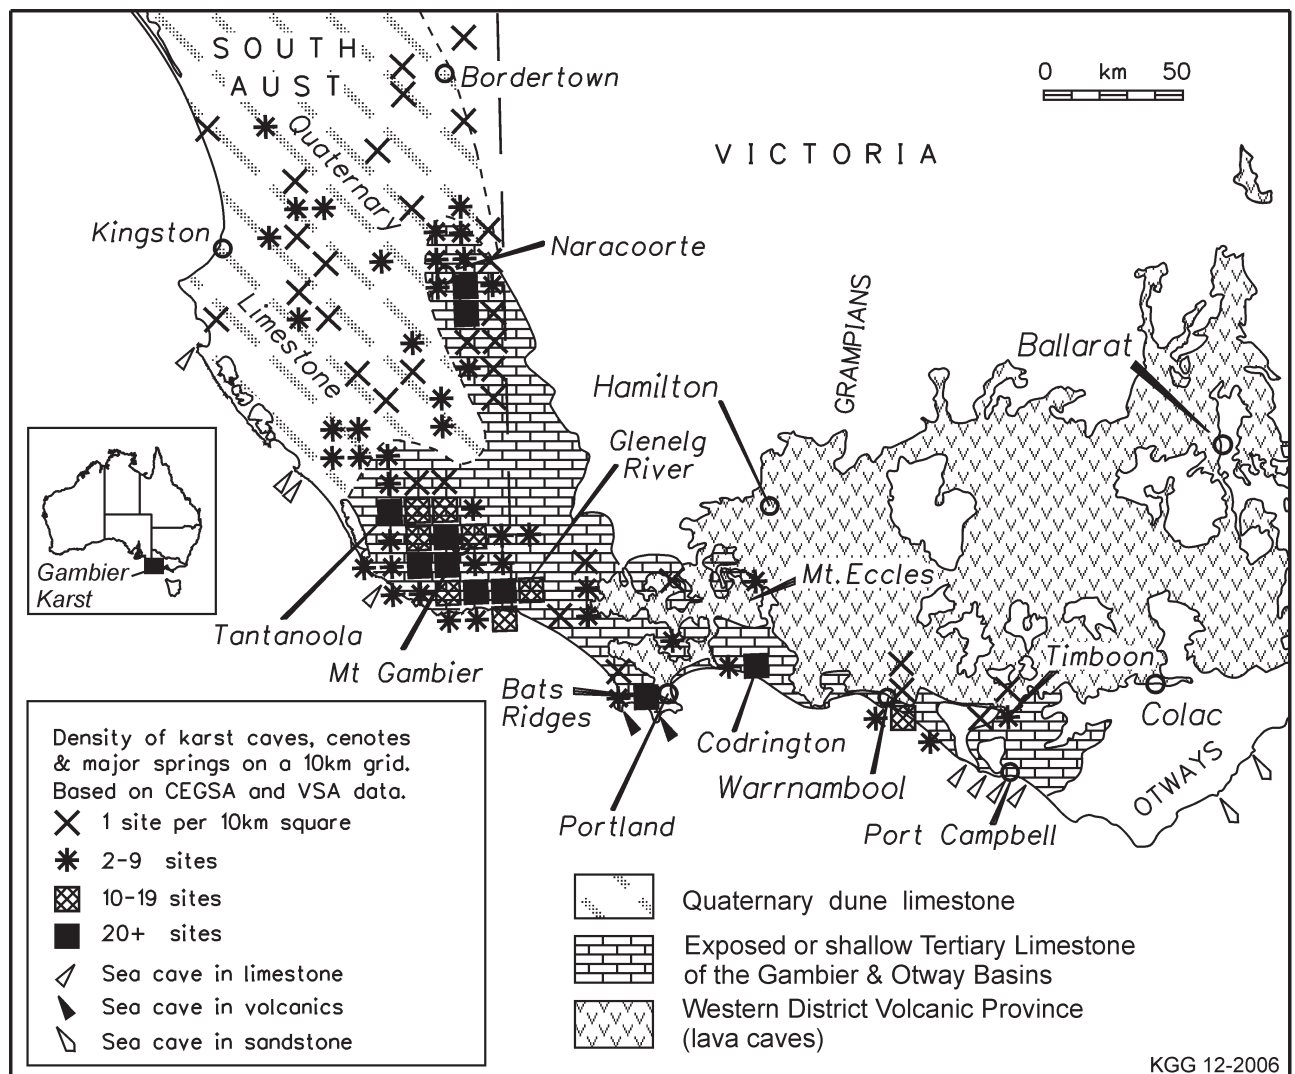 SOUTH
AUST
Bordertown
0 km 50
VICTORIA
Quaternary
Kingston
Naracoorte
Limestone
GRAMPIANS
Ballarat
Hamilton
Glenelg
River
Gambier
Karst
Mt. Eccles
Tantanoola
Mt Gambier
Timboon
Bats
Ridges
Colac
Codrington
Warrnambool
OTWAYS
Portland
Port Campbell
Density of karst caves, cenotes
& major springs on a 10km grid.
Based on CEGSA and VSA data.
1 site per 10km square
2-9 sites
10-19 sites
20+ sites
Sea cave in limestone
Sea cave in volcanics
Sea cave in sandstone
Quaternary dune limestone
Exposed or shallow Tertiary Limestone
of the Gambier & Otway Basins
Western District Volcanic Province
(lava caves)
KGG 12-2006